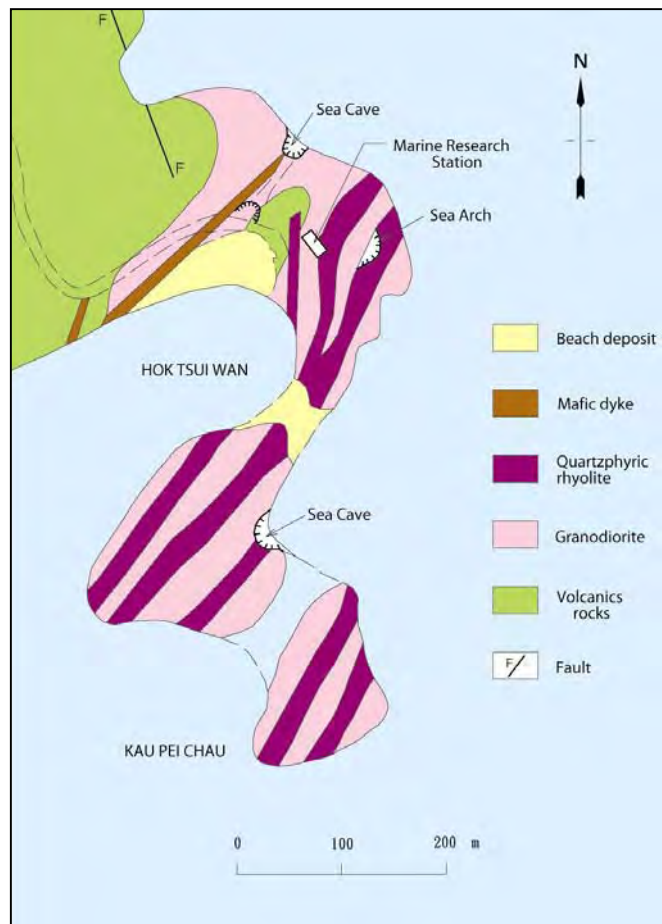 F
F
N
Sea Cave
Marine Research
Station
Sea Arch
Beach deposit
HOK TSUI WAN
Mafic dyke
Quartzphyric
rhyolite
Sea Cave
Granodiorite
Volcanics
rocks
F
Fault
KAU PEI CHAU
0 100 200 m